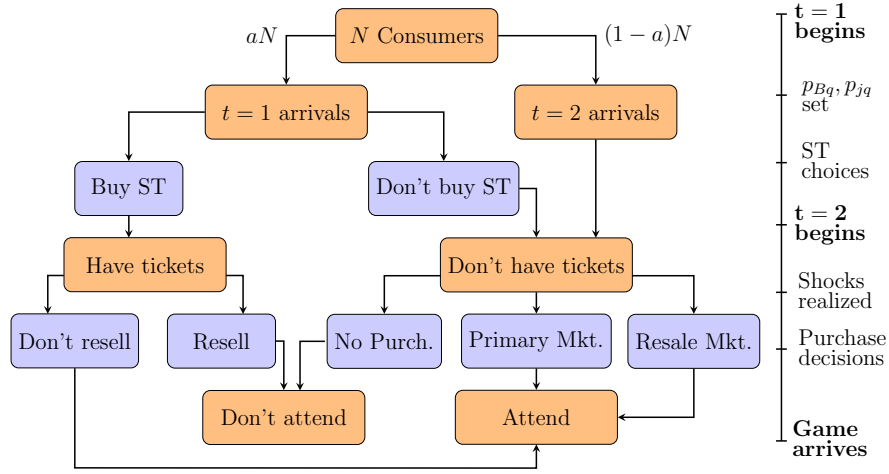 aN
N Consumers
(1 − a)N
t = 1
begins
t = 1 arrivals
t = 2 arrivals
p_{Bq}, p_{jq}
set
Buy ST
Don't buy ST
ST
choices
t = 2
begins
Have tickets
Don't have tickets
Shocks
realized
Don't resell
Resell
No Purch.
Primary Mkt.
Resale Mkt.
Purchase
decisions
Don't attend
Attend
Game
arrives